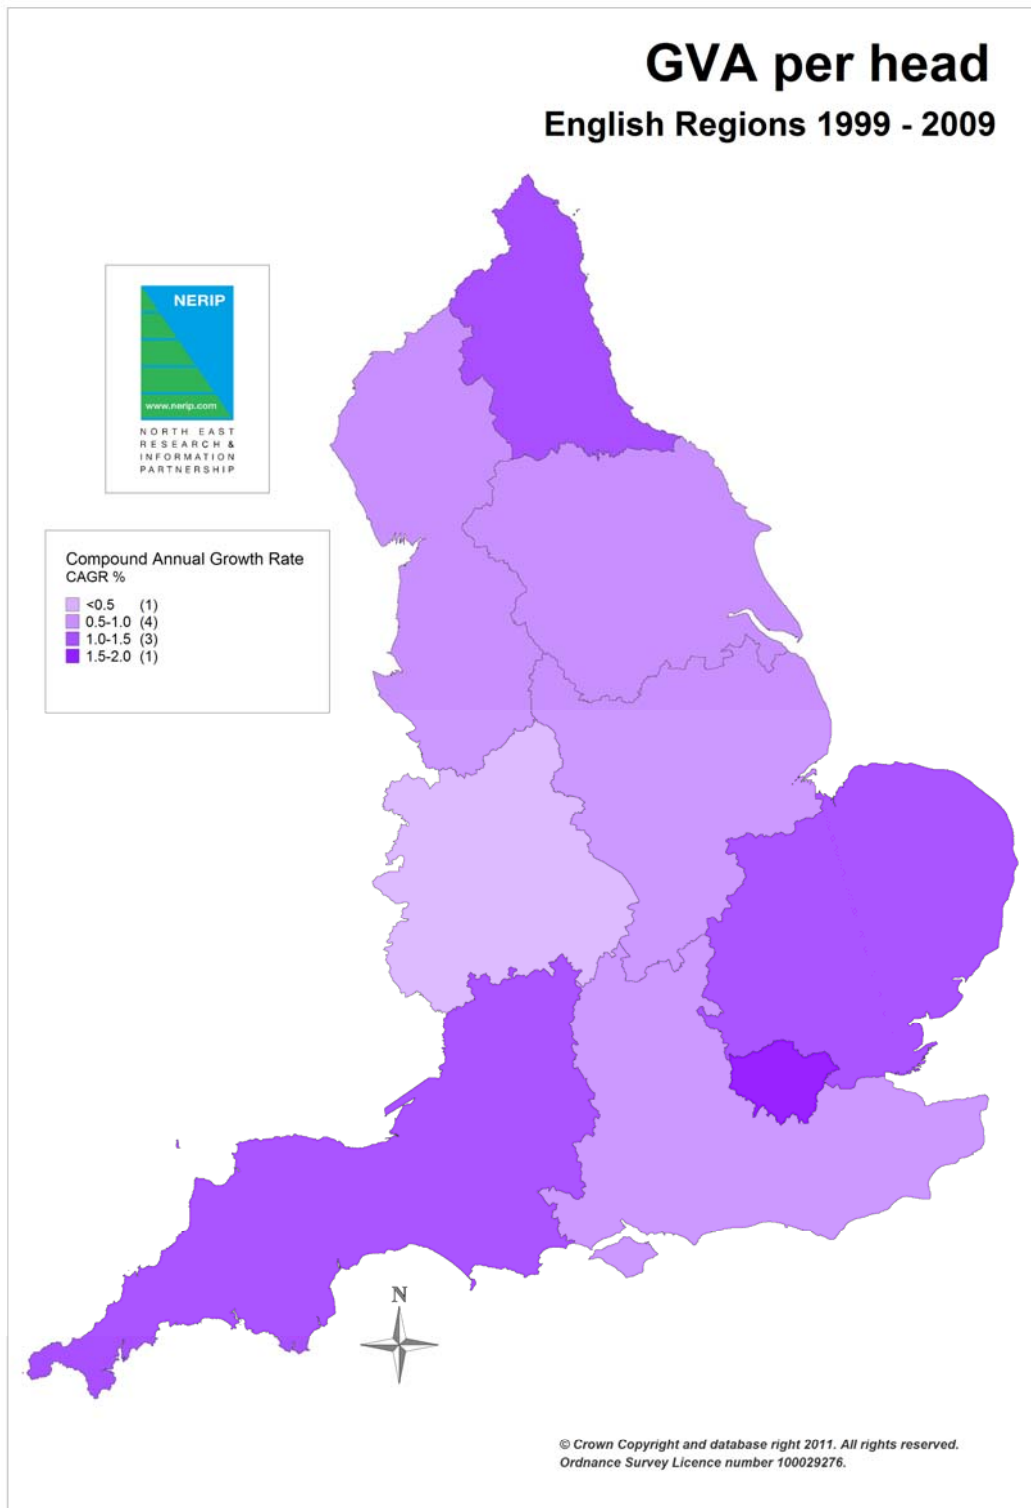 GVA per head
English Regions 1999 - 2009
NERIP
www.nerip.com
NORTH EAST
RESEARCH &
INFORMATION
PARTNERSHIP
Compound Annual Growth Rate
CAGR %
<0.5 (1)
0.5-1.0 (4)
1.0-1.5 (3)
1.5-2.0 (1)
N
© Crown Copyright and database right 2011. All rights reserved.
Ordnance Survey Licence number 100029276.